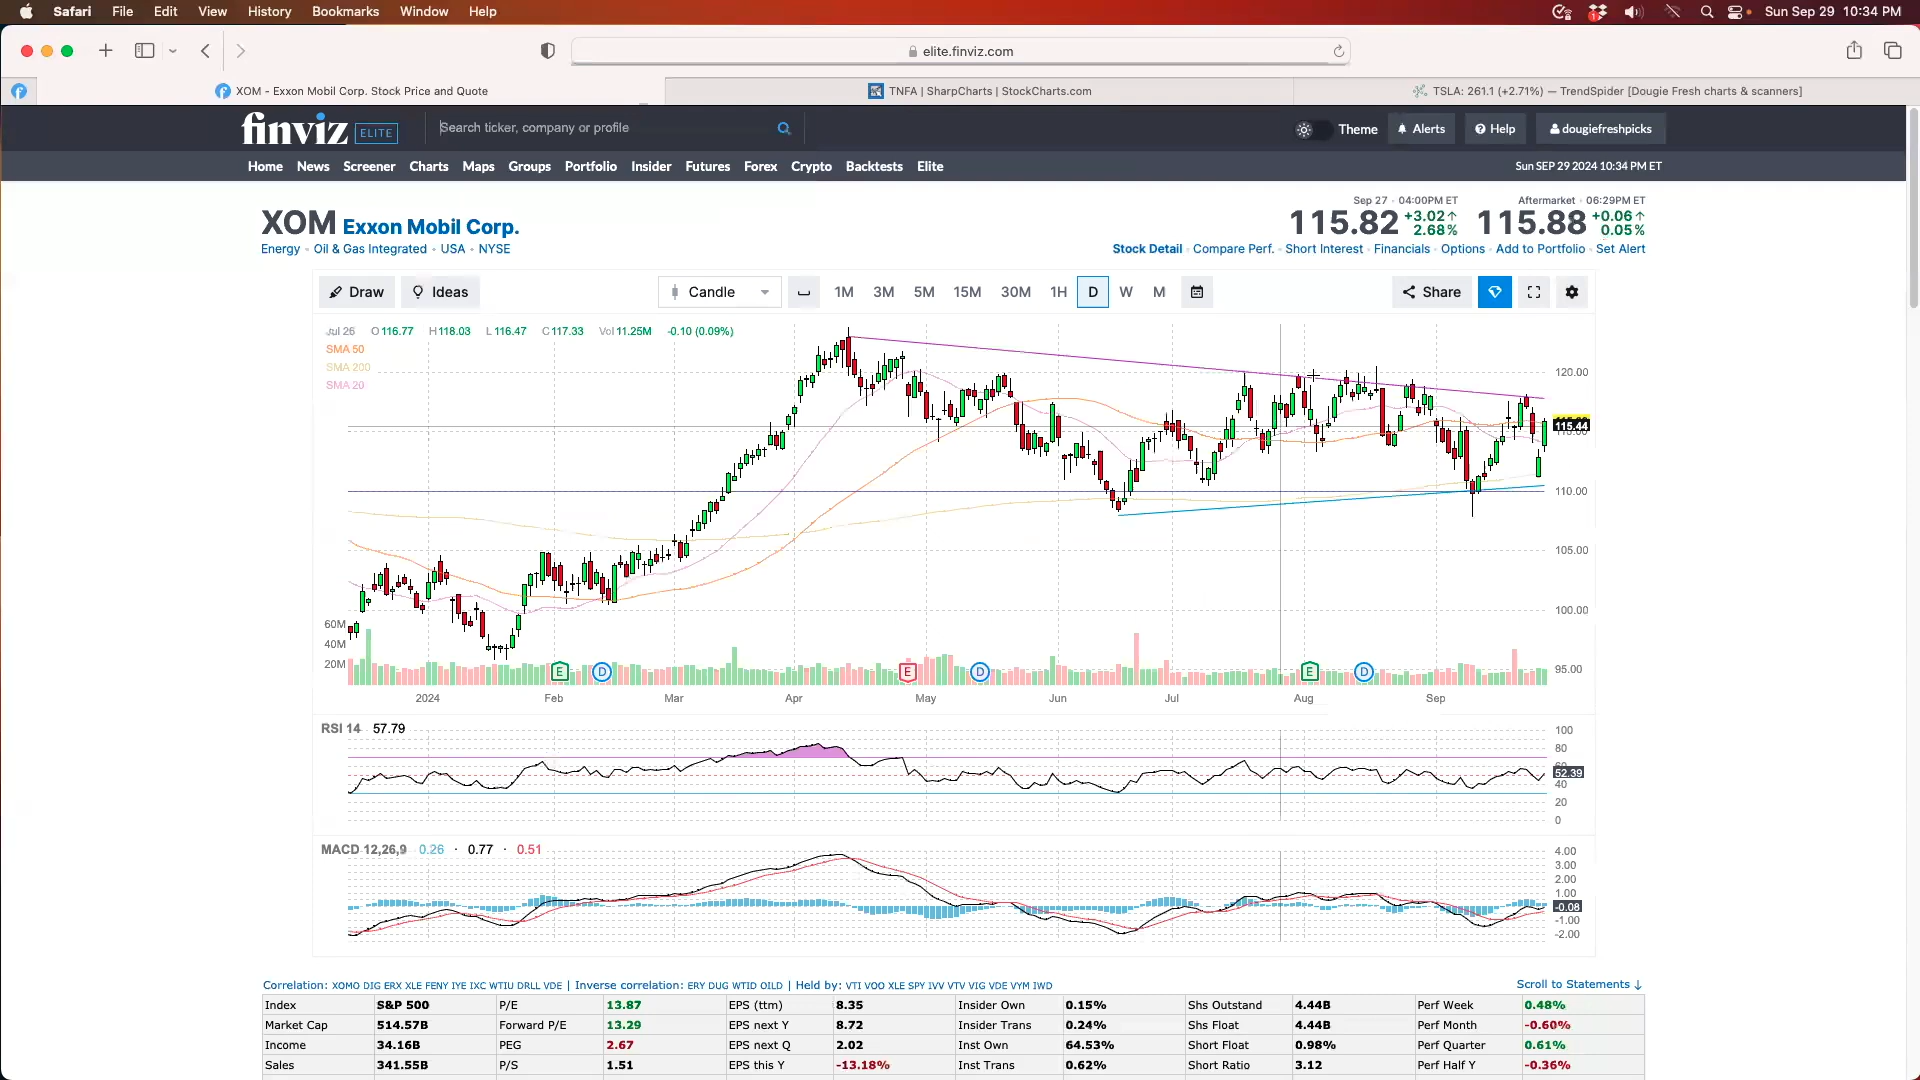 Safari File Edit View History Bookmarks Window Help Sun Sep 29 10:34 PM
elite.finviz.com
XOM - Exxon Mobil Corp. Stock Price and Quote TNFA | SharpCharts | StockCharts.com TSLA: 261.1 (+2.71%) — TrendSpider [Dougie Fresh charts & scanners]
finviz ELITE Search ticker, company or profile Theme Alerts Help dougiefreshpicks
Home News Screener Charts Maps Groups Portfolio Insider Futures Forex Crypto Backtests Elite Sun SEP 29 2024 10:34 PM ET
Sep 27 · 04:00PM ET Aftermarket · 06:29PM ET
XOM Exxon Mobil Corp. 115.82 +3.02↑ 2.68% 115.88 +0.06↑ 0.05%
Energy · Oil & Gas Integrated · USA · NYSE Stock Detail · Compare Perf. · Short Interest · Financials · Options · Add to Portfolio · Set Alert
Draw Ideas Candle 1M 3M 5M 15M 30M 1H D W M Share
Jul 26 O 116.77 H 118.03 L 116.47 C 117.33 Vol 11.25M -0.10 (0.09%)
SMA 50
SMA 200
SMA 20
120.00
115.44
110.00
105.00
100.00
60M
40M
20M
95.00
E D E D E D
2024 Feb Mar Apr May Jun Jul Aug Sep
RSI 14 57.79
100
80
52.39
40
20
0
MACD 12,26,9 0.26 · 0.77 · 0.51
4.00
3.00
2.00
1.00
-0.08
-1.00
-2.00
Correlation: XOMO DIG ERX XLE FENY IYE IXC WTIU DRLL VDE | Inverse correlation: ERY DUG WTID OILD | Held by: VTI VOO XLE SPY IVV VTV VIG VDE VYM IWD Scroll to Statements ↓
Index S&P 500 P/E 13.87 EPS (ttm) 8.35 Insider Own 0.15% Shs Outstand 4.44B Perf Week 0.48%
Market Cap 514.57B Forward P/E 13.29 EPS next Y 8.72 Insider Trans 0.24% Shs Float 4.44B Perf Month -0.60%
Income 34.16B PEG 2.67 EPS next Q 2.02 Inst Own 64.53% Short Float 0.98% Perf Quarter 0.61%
Sales 341.55B P/S 1.51 EPS this Y -13.18% Inst Trans 0.62% Short Ratio 3.12 Perf Half Y -0.36%